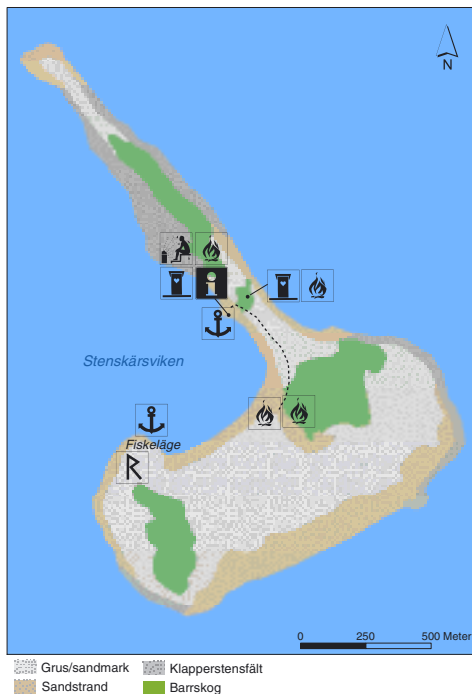 N
Stenskärsviken
Fiskeläge
0 250 500 Meter
Grus/sandmark Klapperstensfält
Sandstrand Barrskog